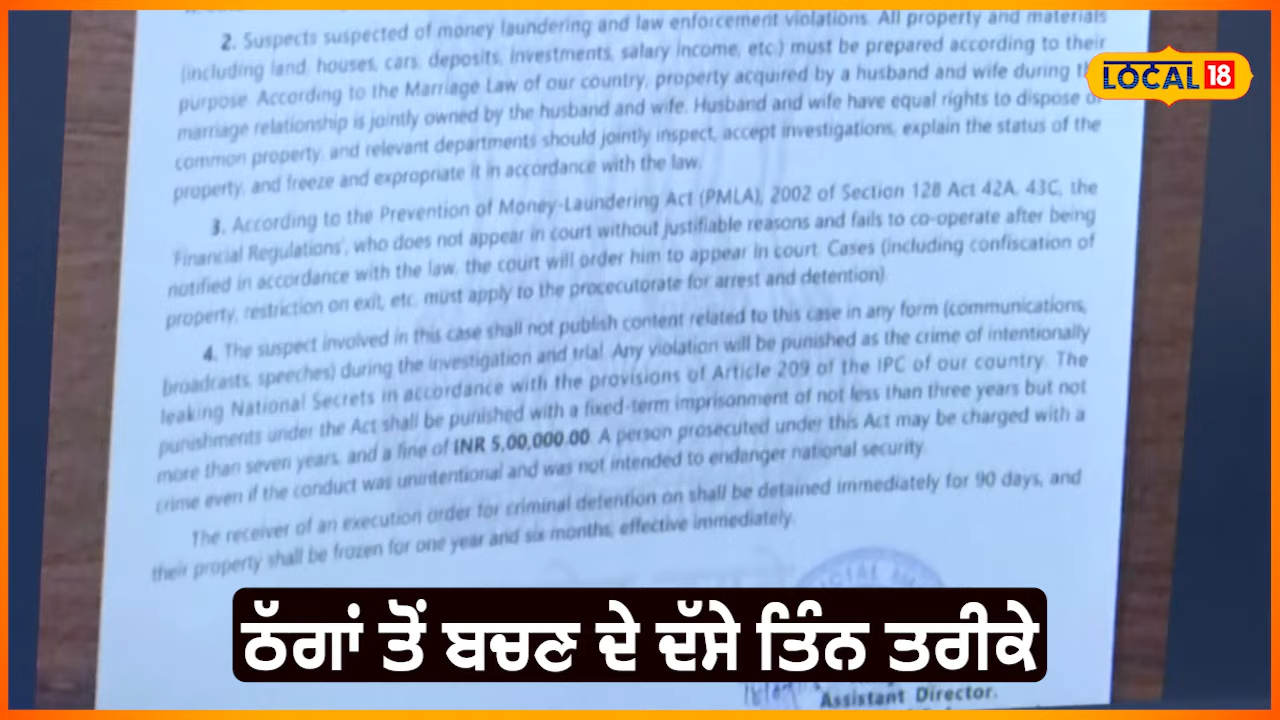 2. Suspects suspected of money laundering and law enforcement violations. All property and materials
(including land, houses, cars, deposits, investments, salary income, etc.) must be prepared according to their
LOCAL 18
purpose. According to the Marriage Law of our country, property acquired by a husband and wife during
marriage relationship is jointly owned by the husband and wife. Husband and wife have equal rights to dispose
common property, and relevant departments should jointly inspect, accept investigations, explain the status of the
property, and freeze and expropriate it in accordance with the law.
3. According to the Prevention of Money-Laundering Act (PMLA), 2002 of Section 12B Act 42A, 43C, the
'Financial Regulations', who does not appear in court without justifiable reasons and fails to co-operate after being
notified in accordance with the law, the court will order him to appear in court. Cases (including confiscation of
property, restriction on exit, etc. must apply to the procecutorate for arrest and detention).
4. The suspect involved in this case shall not publish content related to this case in any form (communications,
broadcasts, speeches) during the investigation and trial. Any violation will be punished as the crime of intentionally
leaking National Secrets in accordance with the provisions of Article 209 of the IPC of our country. The
punishments under the Act shall be punished with a fixed-term imprisonment of not less than three years but not
more than seven years, and a fine of INR 5,00,000.00. A person prosecuted under this Act may be charged with a
crime even if the conduct was unintentional and was not intended to endanger national security.
The receiver of an execution order for criminal detention on shall be detained immediately for 90 days, and
their property shall be frozen for one year and six months, effective immediately.
ਠੱਗਾਂ ਤੋਂ ਬਚਣ ਦੇ ਦੱਸੇ ਤਿੰਨ ਤਰੀਕੇ
Assistant Director.